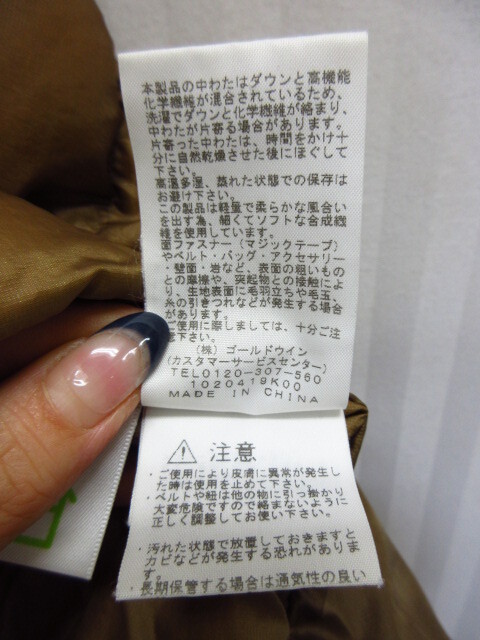 本製品の中わたはダウンと高機能
化学繊維が混合されているため、
洗濯でダウンと化学繊維が絡まり、
中わたが片寄る場合があります。
片寄った中わたは、時間をかけ十
分に自然乾燥させた後にほぐして
下さい。
高温多湿、蒸れた状態での保存は
お避け下さい。
この製品は軽量で柔らかな風合い
を出す為、細くてソフトな合成繊
維を使用しています。
面ファスナー(マジックテープ)
やベルト・バッグ・アクセサリー
・壁面・岩など、表面の粗いもの
との摩擦や、突起物との接触によ
り、生地表面に毛羽立ちや毛玉、
糸の引きつれなどが発生する場合
があります。
ご使用に際しましては、十分ご注
意下さい。
(株)ゴールドウイン
(カスタマーサービスセンター)
TEL0120-307-560
1020419K00
MADE IN CHINA
注意
・ご使用により皮膚に異常が発生し
た時は使用を止めて下さい。
・ベルトや紐は他の物に引っ掛かり
大変危険ですので絡まないように
正しく調整してお使い下さい。
・汚れた状態で放置しておきますと
カビなどが発生する恐れがありま
す。
・長期保管する場合は通気性の良い